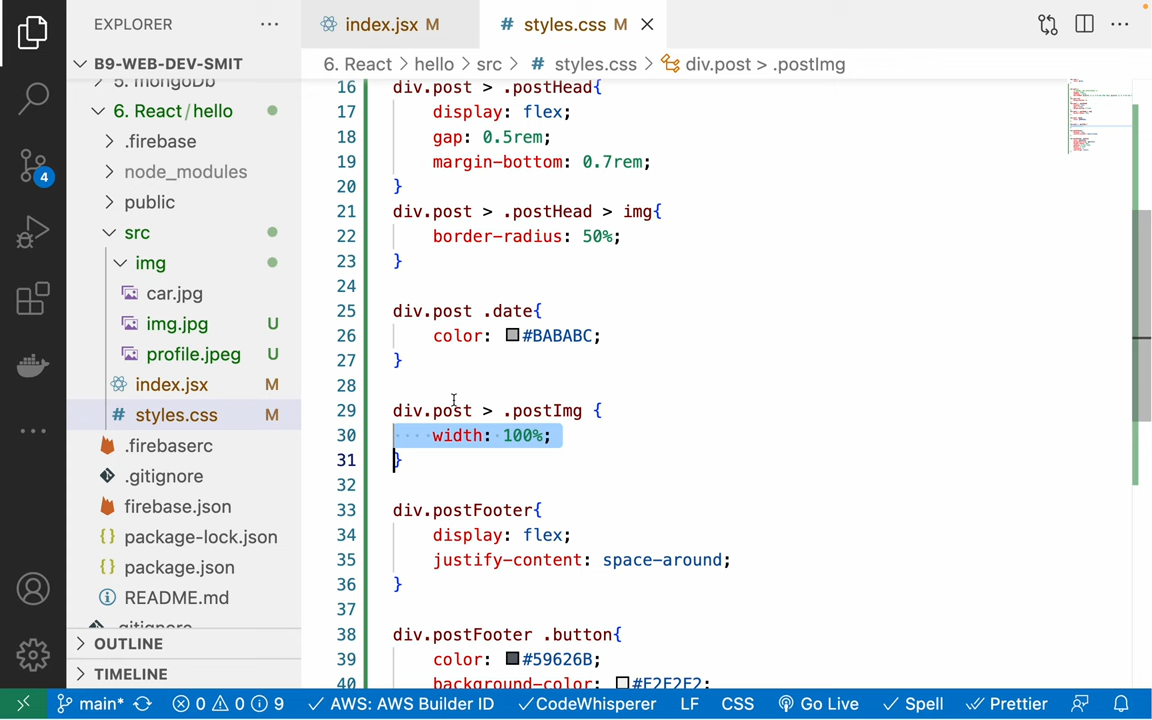 EXPLORER
B9-WEB-DEV-SMIT
5. mongoDb
6. React/hello
.firebase
node_modules
public
src
img
car.jpg
img.jpg U
profile.jpeg U
index.jsx M
styles.css M
.firebaserc
.gitignore
firebase.json
package-lock.json
package.json
README.md
.gitignore
OUTLINE
TIMELINE
4
index.jsx M
# styles.css M
6. React > hello > src > # styles.css > div.post > .postImg
16 div.post > .postHead{
17 display: flex;
18 gap: 0.5rem;
19 margin-bottom: 0.7rem;
20 }
21 div.post > .postHead > img{
22 border-radius: 50%;
23 }
24
25 div.post .date{
26 color: #BABABC;
27 }
28
29 div.post > .postImg {
30 width: 100%;
31 }
32
33 div.postFooter{
34 display: flex;
35 justify-content: space-around;
36 }
37
38 div.postFooter .button{
39 color: #59626B;
40 background-color: #F2F2F2;
main* 0 0 9 AWS: AWS Builder ID CodeWhisperer LF CSS Go Live Spell Prettier